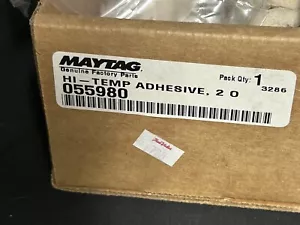 MAYTAG
Genuine Factory Parts
Pack Qty: 1
3286
HI-TEMP ADHESIVE, 2 O
055980